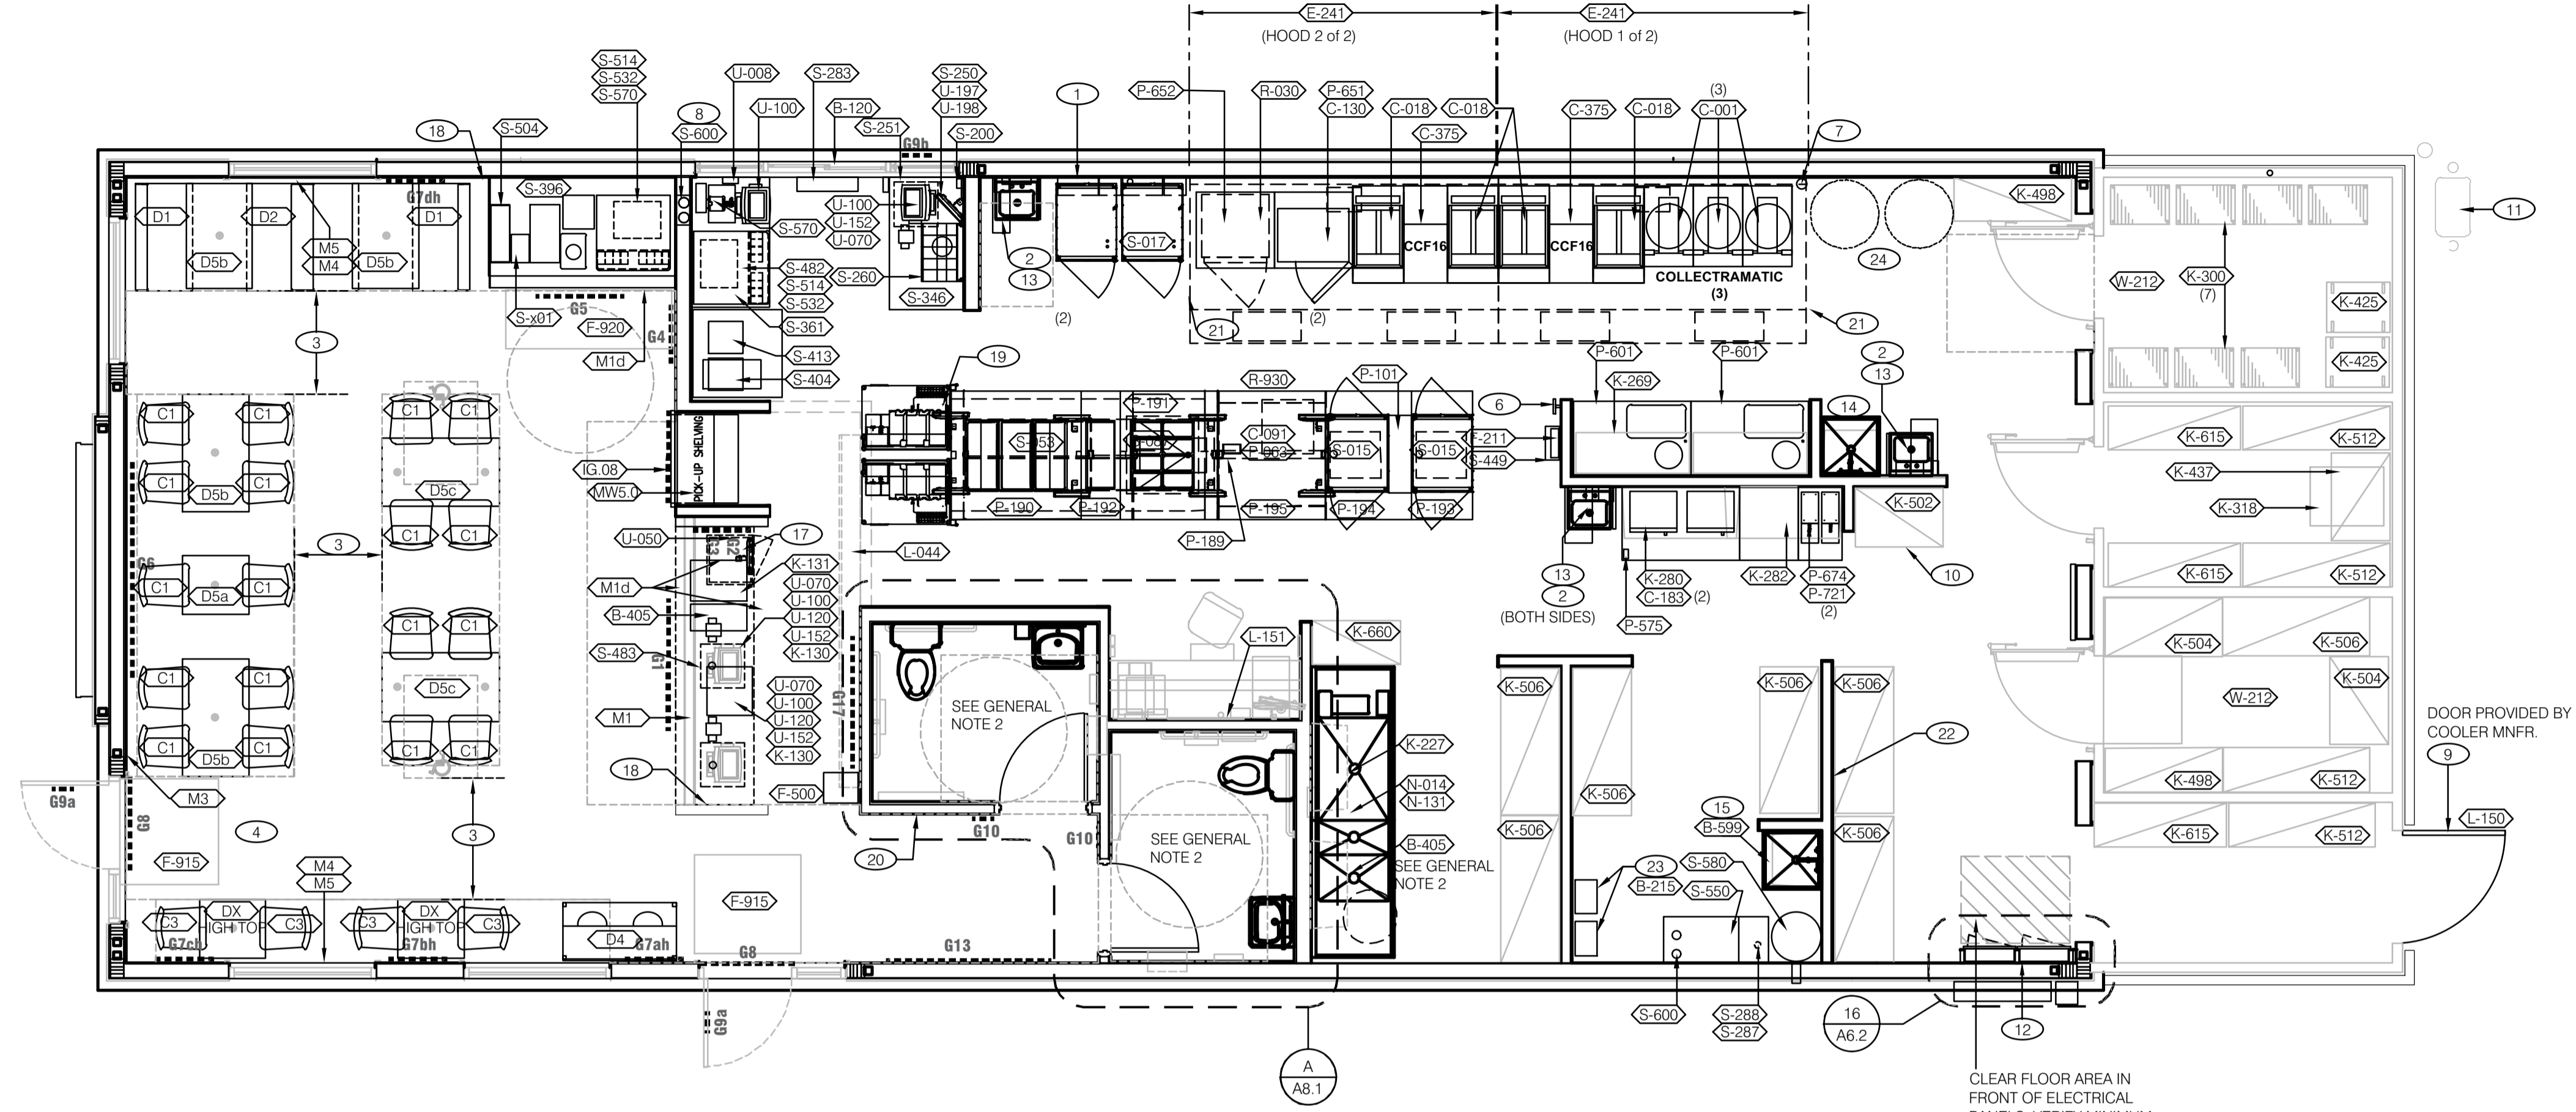 E-241
E-241
(HOOD 2 of 2)
(HOOD 1 of 2)
S-514
S-532
S-570
U-008
S-283
S-250
U-197
U-198
U-100
B-120
1
P-652
R-030
P-651
C-130
C-018
C-018
C-375
C-375
C-018
(3)
C-001
7
18
S-504
8
S-600
S-251
S-200
G9b
G7dh
S-396
D1
D2
D1
M5
M4
D5b
D5b
S-570
U-100
U-152
U-070
S-482
S-514
S-532
S-260
S-346
S-361
2
13
(2)
S-017
CCF16
CCF16
COLLECTRAMATIC
(3)
24
K-498
11
W-212
K-300
(7)
K-425
K-425
S-x01
G5
F-920
G4
M1d
3
S-413
S-404
19
21
(2)
21
R-930
P-101
P-601
P-601
K-269
2
13
14
6
F-211
S-449
P-191
S-053
C-091
P-063
S-015
S-015
P-190
P-192
P-195
P-194
P-193
P-189
PICK-UP SHELVING
IG.08
MW5.0
C1
C1
C1
C1
C1
C1
D5b
D5c
C1
C1
3
G6
C1
C1
D5a
C1
C1
C1
C1
D5c
C1
C1
C1
C1
D5b
U-050
G3
G2
17
L-044
M1d
K-131
U-070
U-100
U-120
U-152
K-130
B-405
S-483
G1
U-070
U-100
U-120
U-152
K-130
G17
M1
18
F-500
K-615
K-512
K-437
K-318
K-502
10
K-280
C-183
(2)
K-282
P-674
P-721
(2)
P-575
13
2
(BOTH SIDES)
K-615
K-512
K-504
K-506
K-504
W-212
K-498
K-512
K-615
K-512
L-151
K-660
SEE GENERAL
NOTE 2
SEE GENERAL
NOTE 2
K-227
N-014
N-131
B-405
SEE GENERAL
NOTE 2
K-506
K-506
K-506
K-506
K-506
K-506
22
15
B-599
23
B-215
S-580
S-550
DOOR PROVIDED BY
COOLER MNFR.
9
L-150
G9a
M3
G8
4
F-915
3
M4
M5
C3
DX
C3
C3
DX
C3
HIGH TOP
HIGH TOP
G7ch
G7bh
D4
G7ah
20
G10
G10
F-915
G8
G13
G9a
S-600
S-288
S-287
16
A6.2
12
A
A8.1
CLEAR FLOOR AREA IN
FRONT OF ELECTRICAL